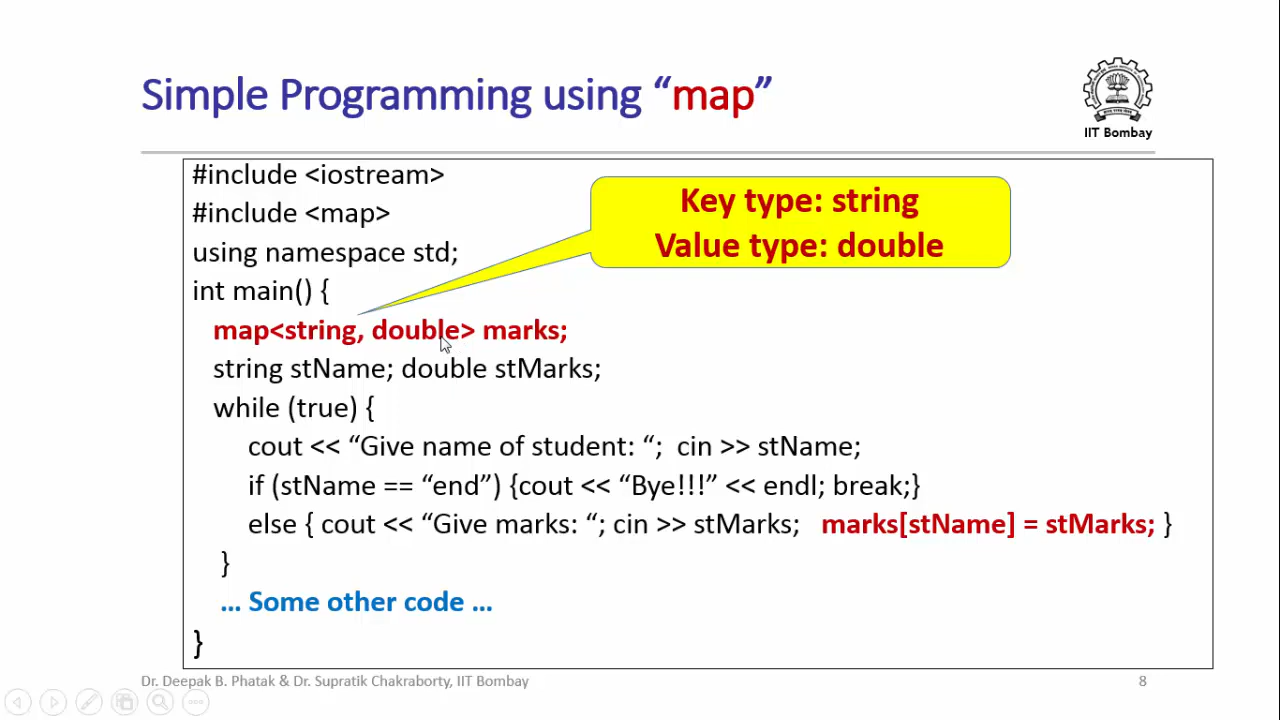 Simple Programming using “map”
IIT Bombay
#include <iostream>
#include <map>
using namespace std;
int main() {
map<string, double> marks;
string stName; double stMarks;
while (true) {
cout << “Give name of student: “; cin >> stName;
if (stName == “end”) {cout << “Bye!!!” << endl; break;}
else { cout << “Give marks: “; cin >> stMarks; marks[stName] = stMarks; }
}
… Some other code …
}
Key type: string
Value type: double
Dr. Deepak B. Phatak & Dr. Supratik Chakraborty, IIT Bombay
8